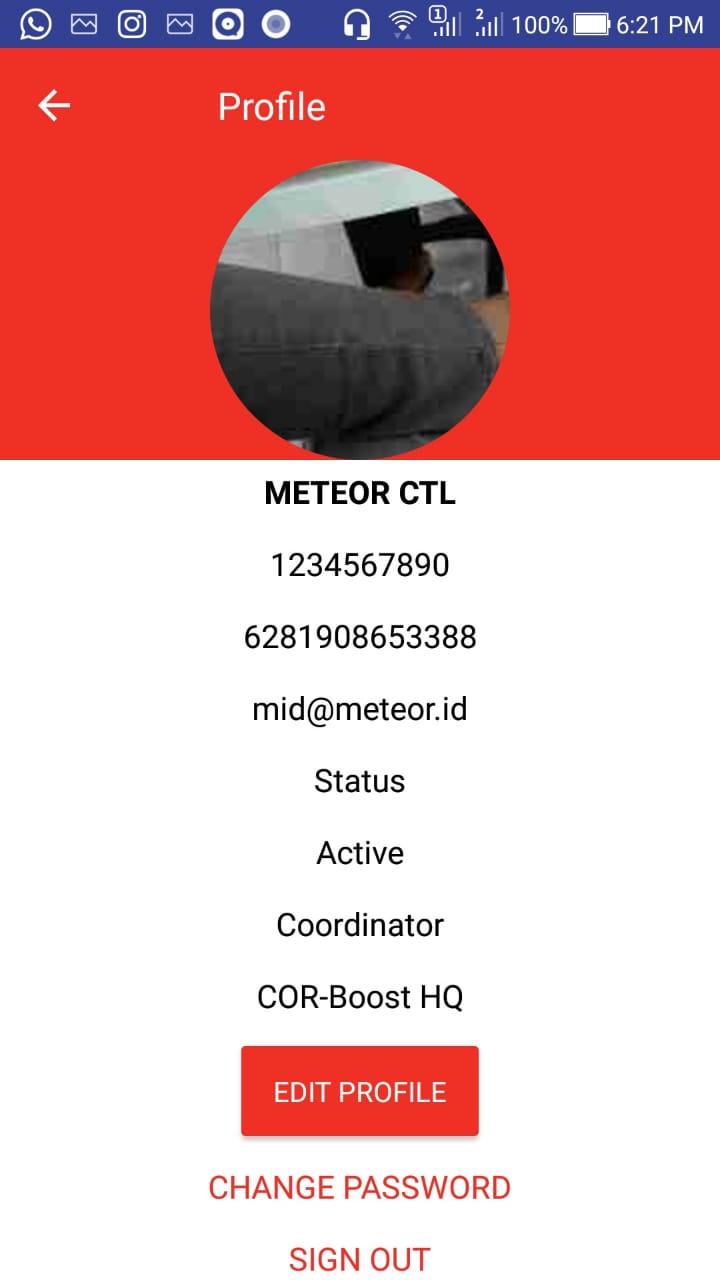 1 2 100% 6:21 PM
Profile
METEOR CTL
1234567890
6281908653388
mid@meteor.id
Status
Active
Coordinator
COR-Boost HQ
EDIT PROFILE
CHANGE PASSWORD
SIGN OUT